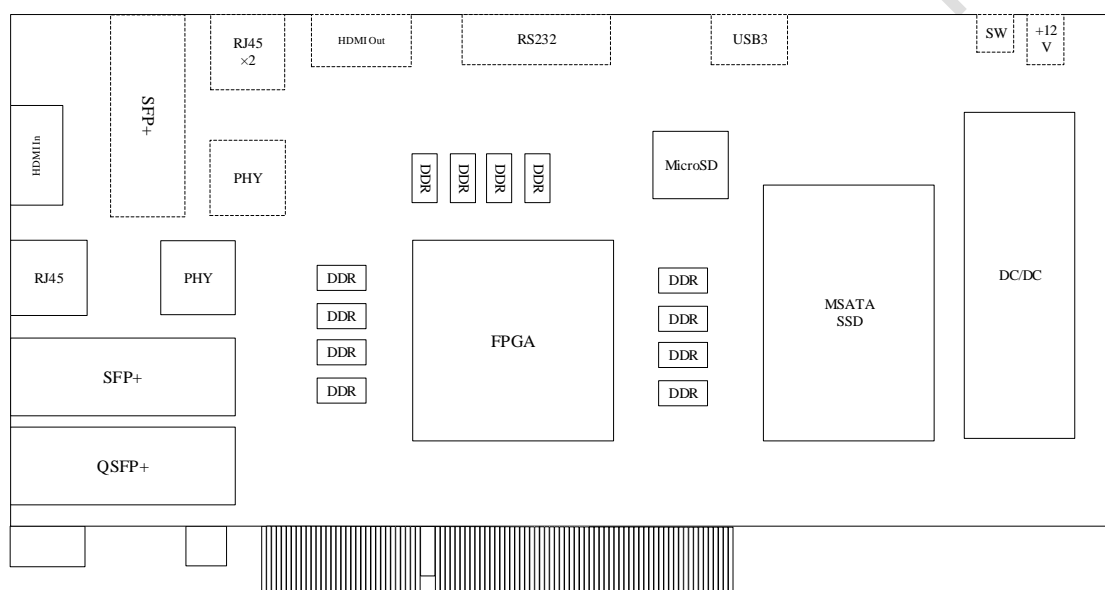 RJ45
×2
HDMI Out
RS232
USB3
SW
+12
V
SFP+
HDMI In
PHY
DDR
DDR
DDR
DDR
MicroSD
RJ45
PHY
DDR
DDR
DDR
DDR
FPGA
DDR
DDR
DDR
DDR
MSATA
SSD
DC/DC
SFP+
QSFP+